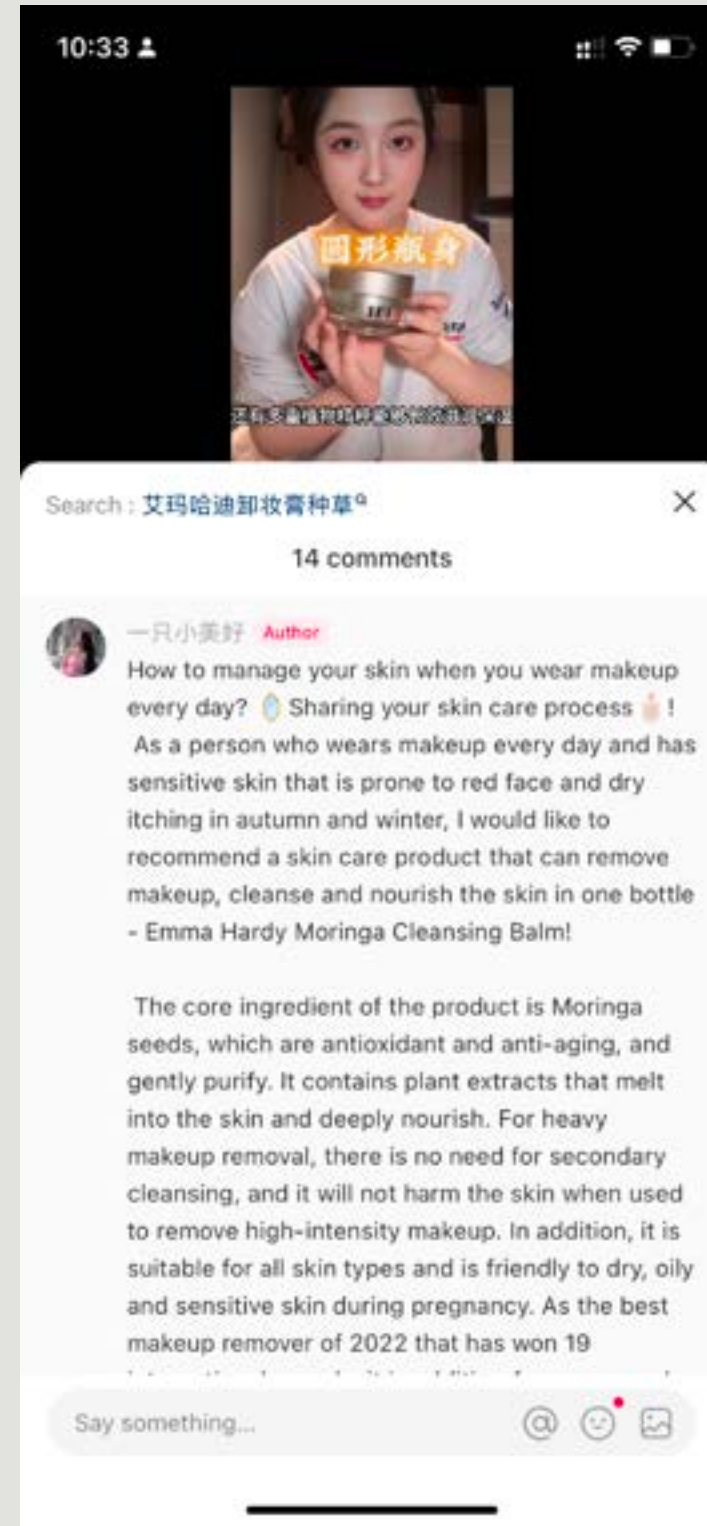 10:33
圆形瓶身
Search : 艾玛哈迪卸妆膏种草
14 comments
一只小美好 Author
How to manage your skin when you wear makeup
every day? 🪞 Sharing your skin care process 🫰🏻 !
As a person who wears makeup every day and has
sensitive skin that is prone to red face and dry
itching in autumn and winter, I would like to
recommend a skin care product that can remove
makeup, cleanse and nourish the skin in one bottle
- Emma Hardy Moringa Cleansing Balm!
The core ingredient of the product is Moringa
seeds, which are antioxidant and anti-aging, and
gently purify. It contains plant extracts that melt
into the skin and deeply nourish. For heavy
makeup removal, there is no need for secondary
cleansing, and it will not harm the skin when used
to remove high-intensity makeup. In addition, it is
suitable for all skin types and is friendly to dry, oily
and sensitive skin during pregnancy. As the best
makeup remover of 2022 that has won 19
Say something...